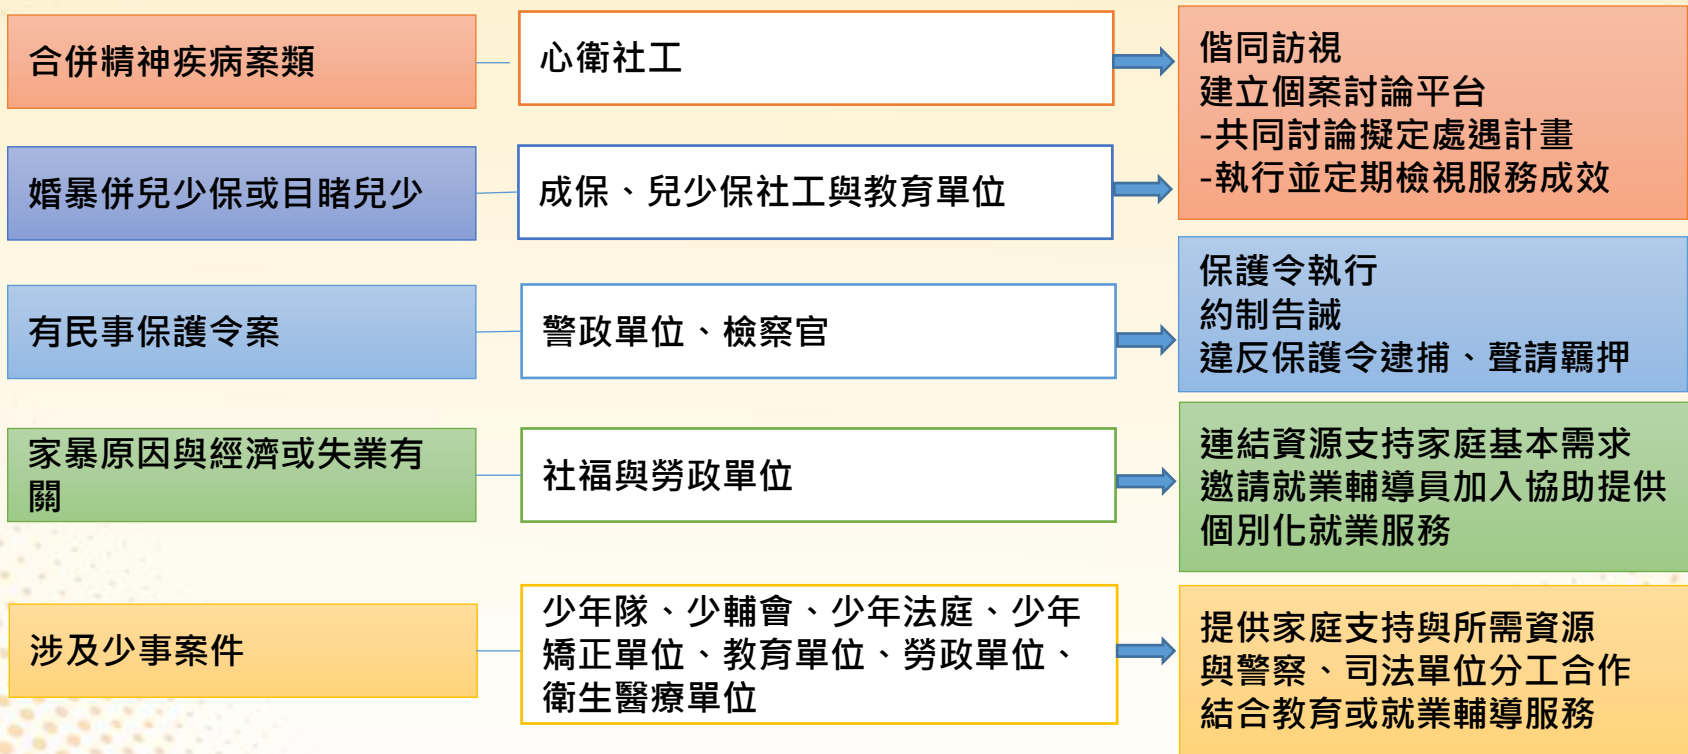 合併精神疾病案類
心衛社工
偕同訪視
建立個案討論平台
-共同討論擬定處遇計畫
-執行並定期檢視服務成效
婚暴併兒少保或目睹兒少
成保、兒少保社工與教育單位
有民事保護令案
警政單位、檢察官
保護令執行
約制告誡
違反保護令逮捕、聲請羈押
家暴原因與經濟或失業有
關
社福與勞政單位
連結資源支持家庭基本需求
邀請就業輔導員加入協助提供
個別化就業服務
涉及少事案件
少年隊、少輔會、少年法庭、少年
矯正單位、教育單位、勞政單位、
衛生醫療單位
提供家庭支持與所需資源
與警察、司法單位分工合作
結合教育或就業輔導服務